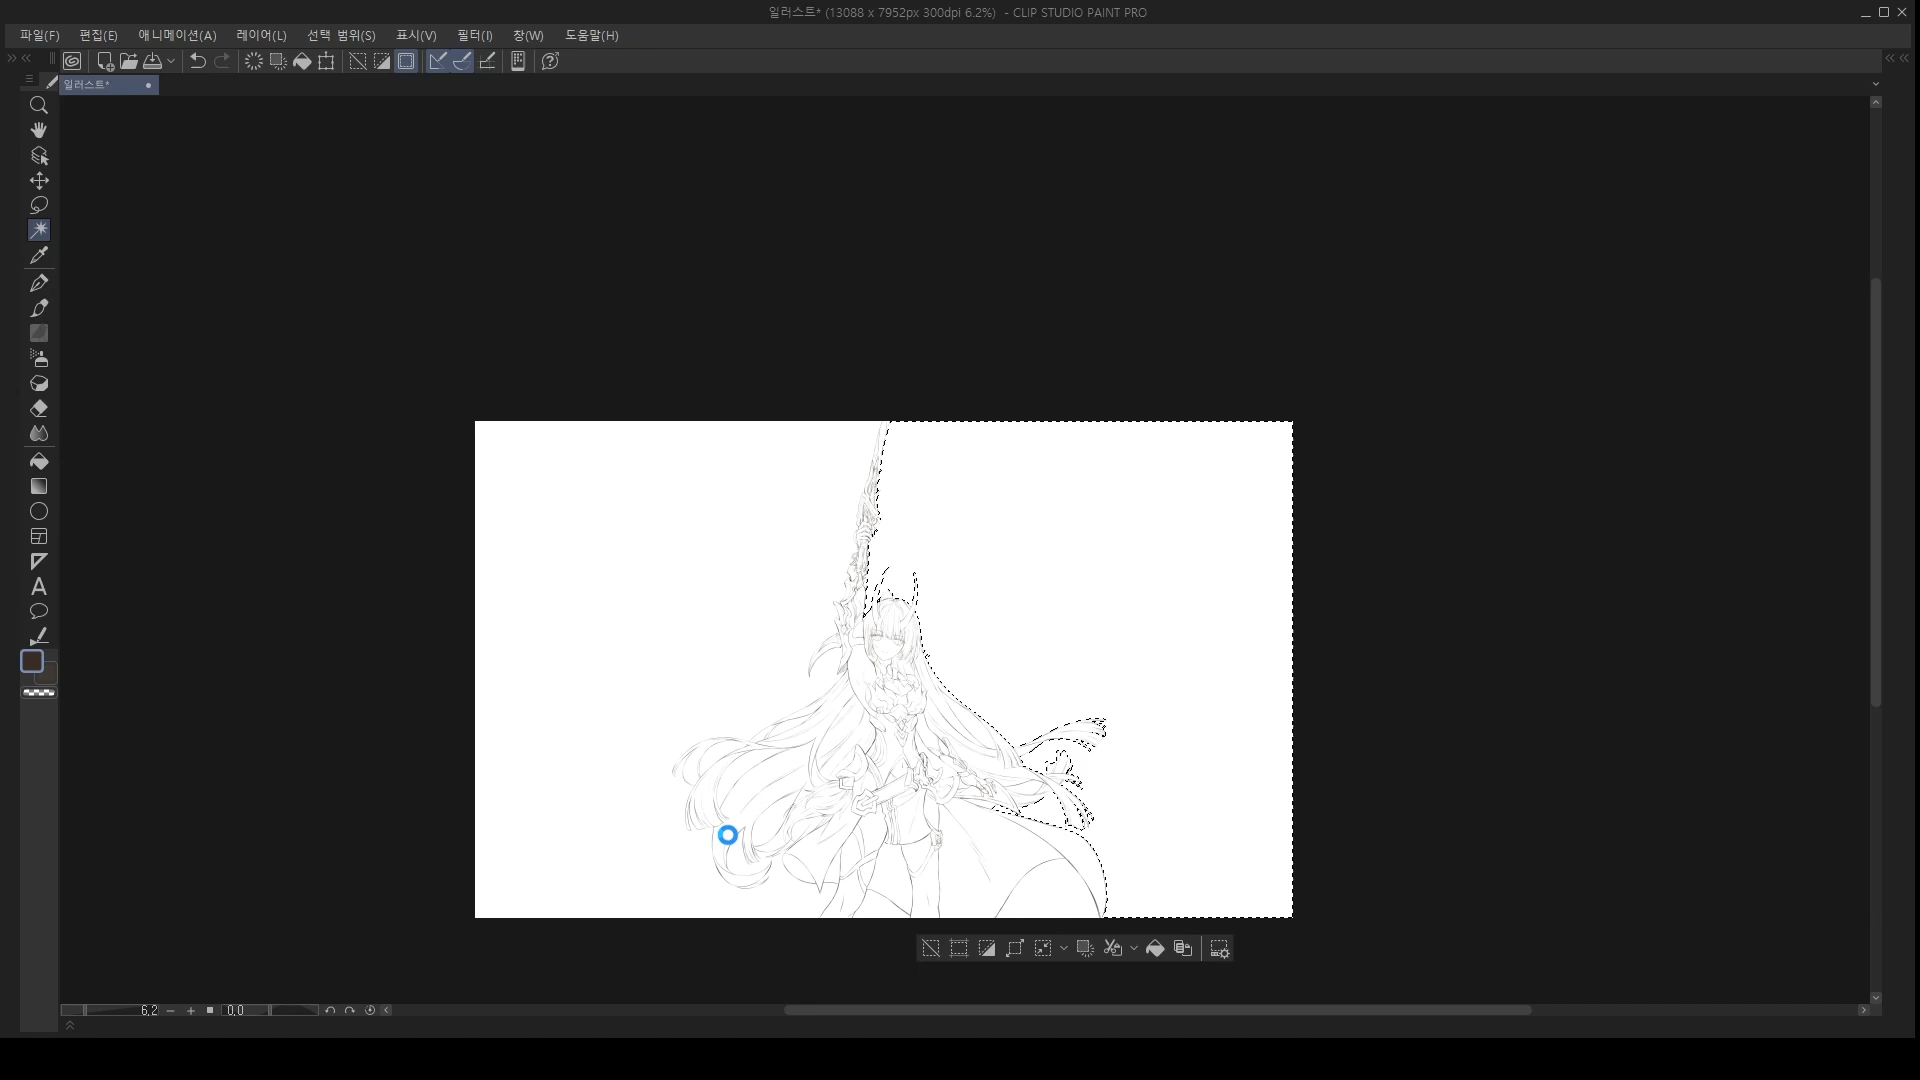 일러스트* (13088 x 7952px 300dpi 6.2%) - CLIP STUDIO PAINT PRO
파일(F) 편집(E) 애니메이션(A) 레이어(L) 선택 범위(S) 표시(V) 필터(I) 창(W) 도움말(H)
일러스트*
6.2 0.0